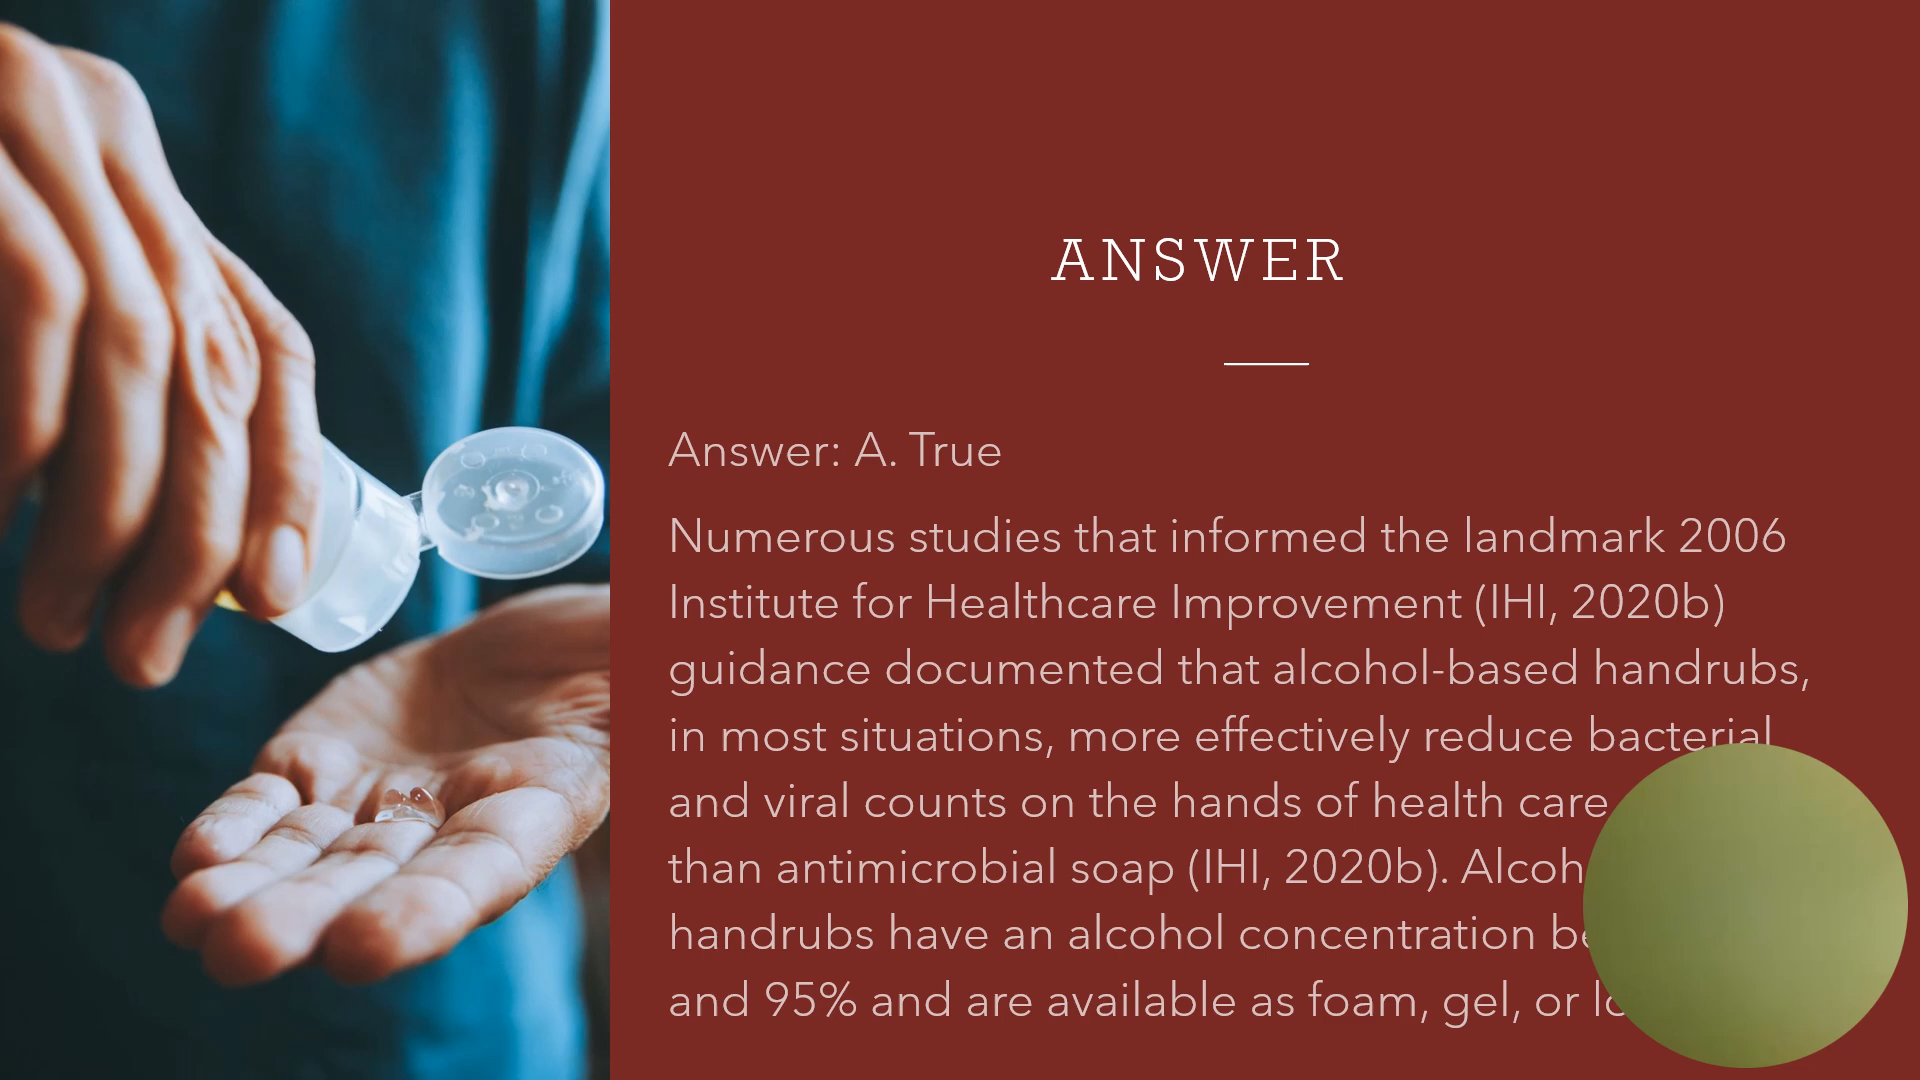 ANSWER
Answer: A. True
Numerous studies that informed the landmark 2006
Institute for Healthcare Improvement (IHI, 2020b)
guidance documented that alcohol-based handrubs,
in most situations, more effectively reduce bacterial
and viral counts on the hands of health care
than antimicrobial soap (IHI, 2020b).
handrubs have an alcohol concentration
and 95% and are available as foam, gel, or